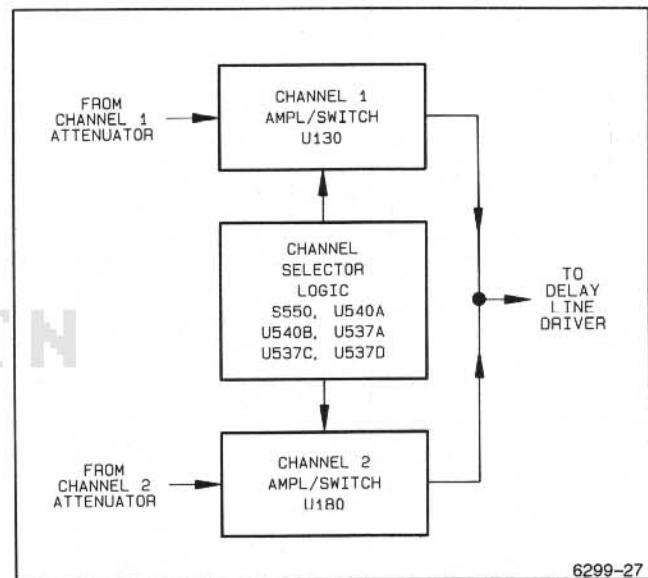 FROM
CHANNEL 1
ATTENUATOR
CHANNEL 1
AMPL/SWITCH
U130
CHANNEL
SELECTOR
LOGIC
S550, U540A
U540B, U537A
U537C, U537D
TO
DELAY
LINE
DRIVER
FROM
CHANNEL 2
ATTENUATOR
CHANNEL 2
AMPL/SWITCH
U180
6299-27